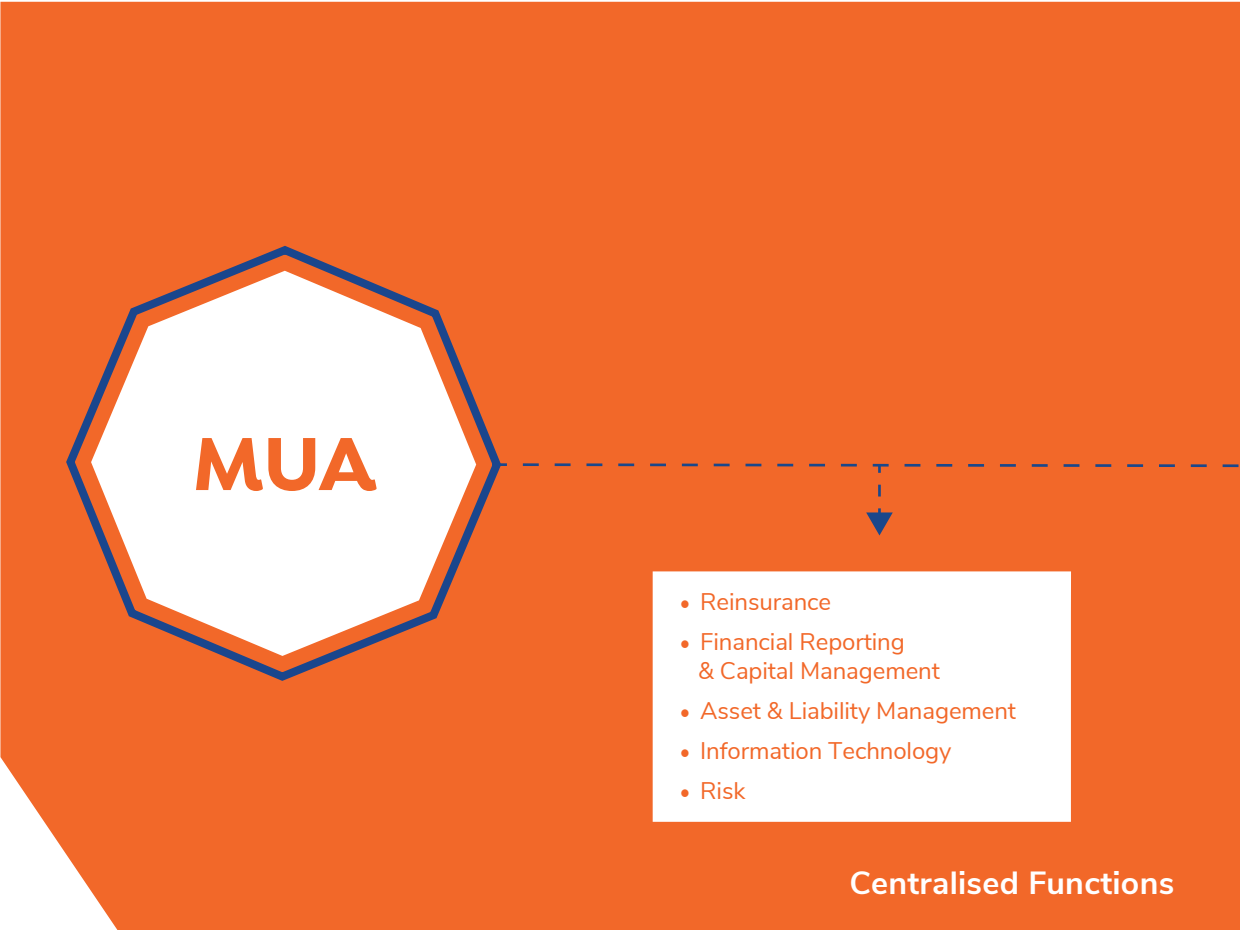 MUA
• Reinsurance
• Financial Reporting
& Capital Management
• Asset & Liability Management
• Information Technology
• Risk
Centralised Functions